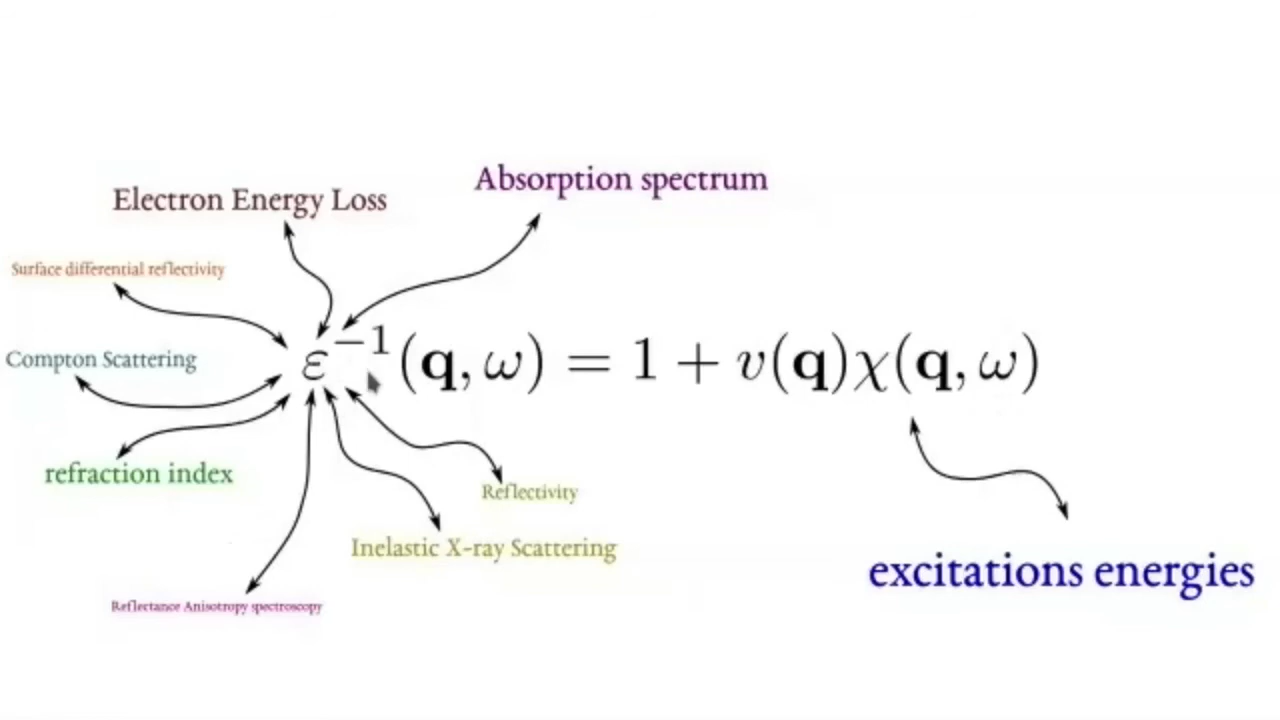 Absorption spectrum
Electron Energy Loss
Surface differential reflectivity
Compton Scattering
ε⁻¹(q, ω) = 1 + v(q)χ(q, ω)
refraction index
Reflectivity
Inelastic X-ray Scattering
excitations energies
Reflectance Anisotropy spectroscopy